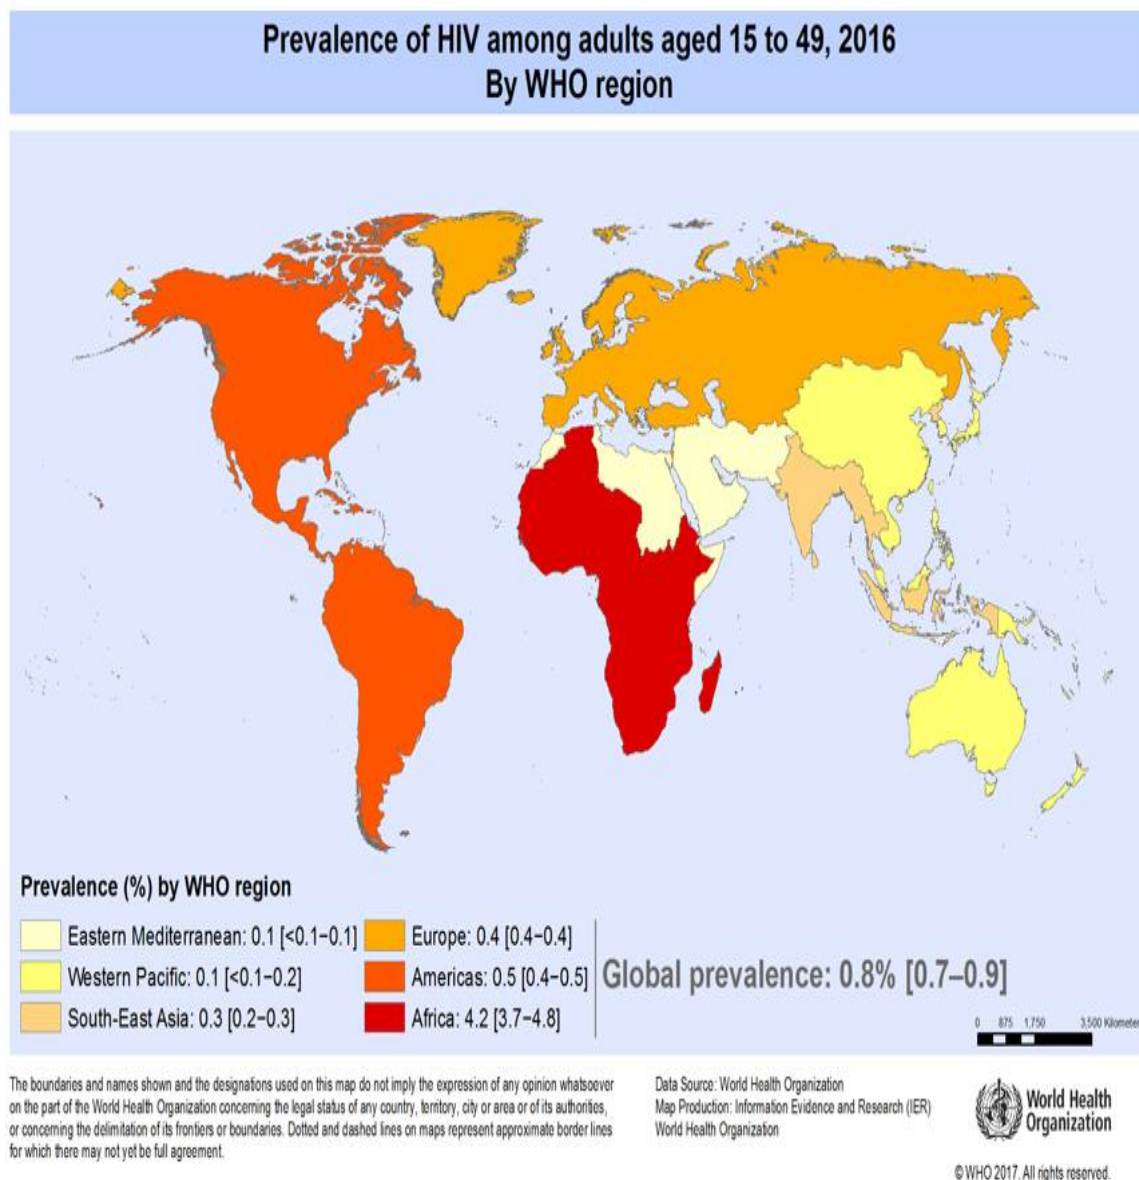 Prevalence of HIV among adults aged 15 to 49, 2016
By WHO region
Prevalence (%) by WHO region
Eastern Mediterranean: 0.1 [<0.1–0.1]
Western Pacific: 0.1 [<0.1–0.2]
South-East Asia: 0.3 [0.2–0.3]
Europe: 0.4 [0.4–0.4]
Americas: 0.5 [0.4–0.5]
Africa: 4.2 [3.7–4.8]
Global prevalence: 0.8% [0.7–0.9]
0 875 1,750 3,500 Kilometer
The boundaries and names shown and the designations used on this map do not imply the expression of any opinion whatsoever
on the part of the World Health Organization concerning the legal status of any country, territory, city or area or of its authorities,
or concerning the delimitation of its frontiers or boundaries. Dotted and dashed lines on maps represent approximate border lines
for which there may not yet be full agreement.
Data Source: World Health Organization
Map Production: Information Evidence and Research (IER)
World Health Organization
World Health
Organization
© WHO 2017. All rights reserved.